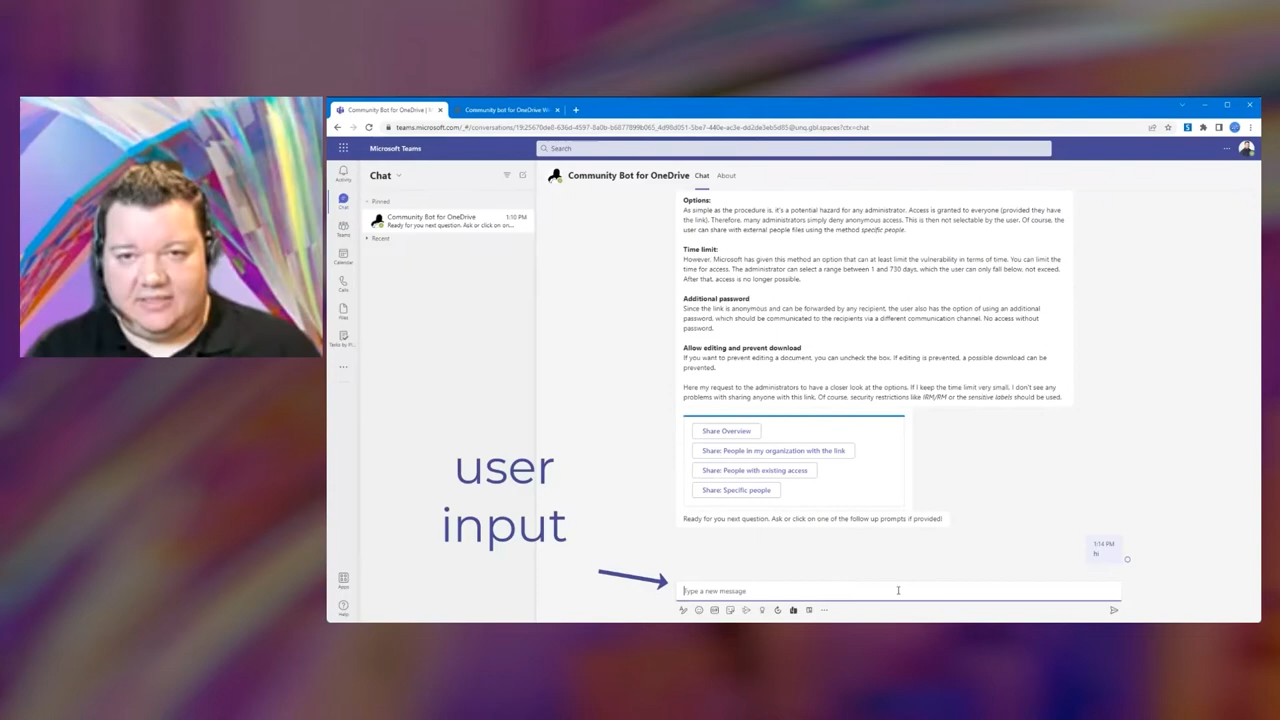 Community Bot for OneDrive | M
Community bot for OneDrive W
Microsoft Teams
Search
Activity
Chat
Teams
Calendar
Calls
Files
Apps
Help
Chat
Pinned
Community Bot for OneDrive 1:10 PM
Ready for you next question. Ask or click on on...
Recent
Community Bot for OneDrive Chat About
Options:
As simple as the procedure is, it's a potential hazard for any administrator. Access is granted to everyone (provided they have
the link). Therefore, many administrators simply deny anonymous access. This is then not selectable by the user. Of course, the
user can share with external people files using the method specific people.
Time limit:
However, Microsoft has given this method an option that can at least limit the vulnerability in terms of time. You can limit the
time for access. The administrator can select a range between 1 and 730 days, which the user can only fall below, not exceed.
After that, access is no longer possible.
Additional password
Since the link is anonymous and can be forwarded by any recipient, the user also has the option of using an additional
password, which should be communicated to the recipients via a different communication channel. No access without
password.
Allow editing and prevent download
If you want to prevent editing a document, you can uncheck the box. If editing is prevented, a possible download can be
prevented.
Here my request to the administrators to have a closer look at the options. If I keep the time limit very small, I don't see any
problems with sharing anyone with this link. Of course, security restrictions like IRM/RM or the sensitive labels should be used.
Share Overview
Share: People in my organization with the link
Share: People with existing access
Share: Specific people
Ready for you next question. Ask or click on one of the follow up prompts if provided!
1:14 PM
hi
Type a new message
user
input